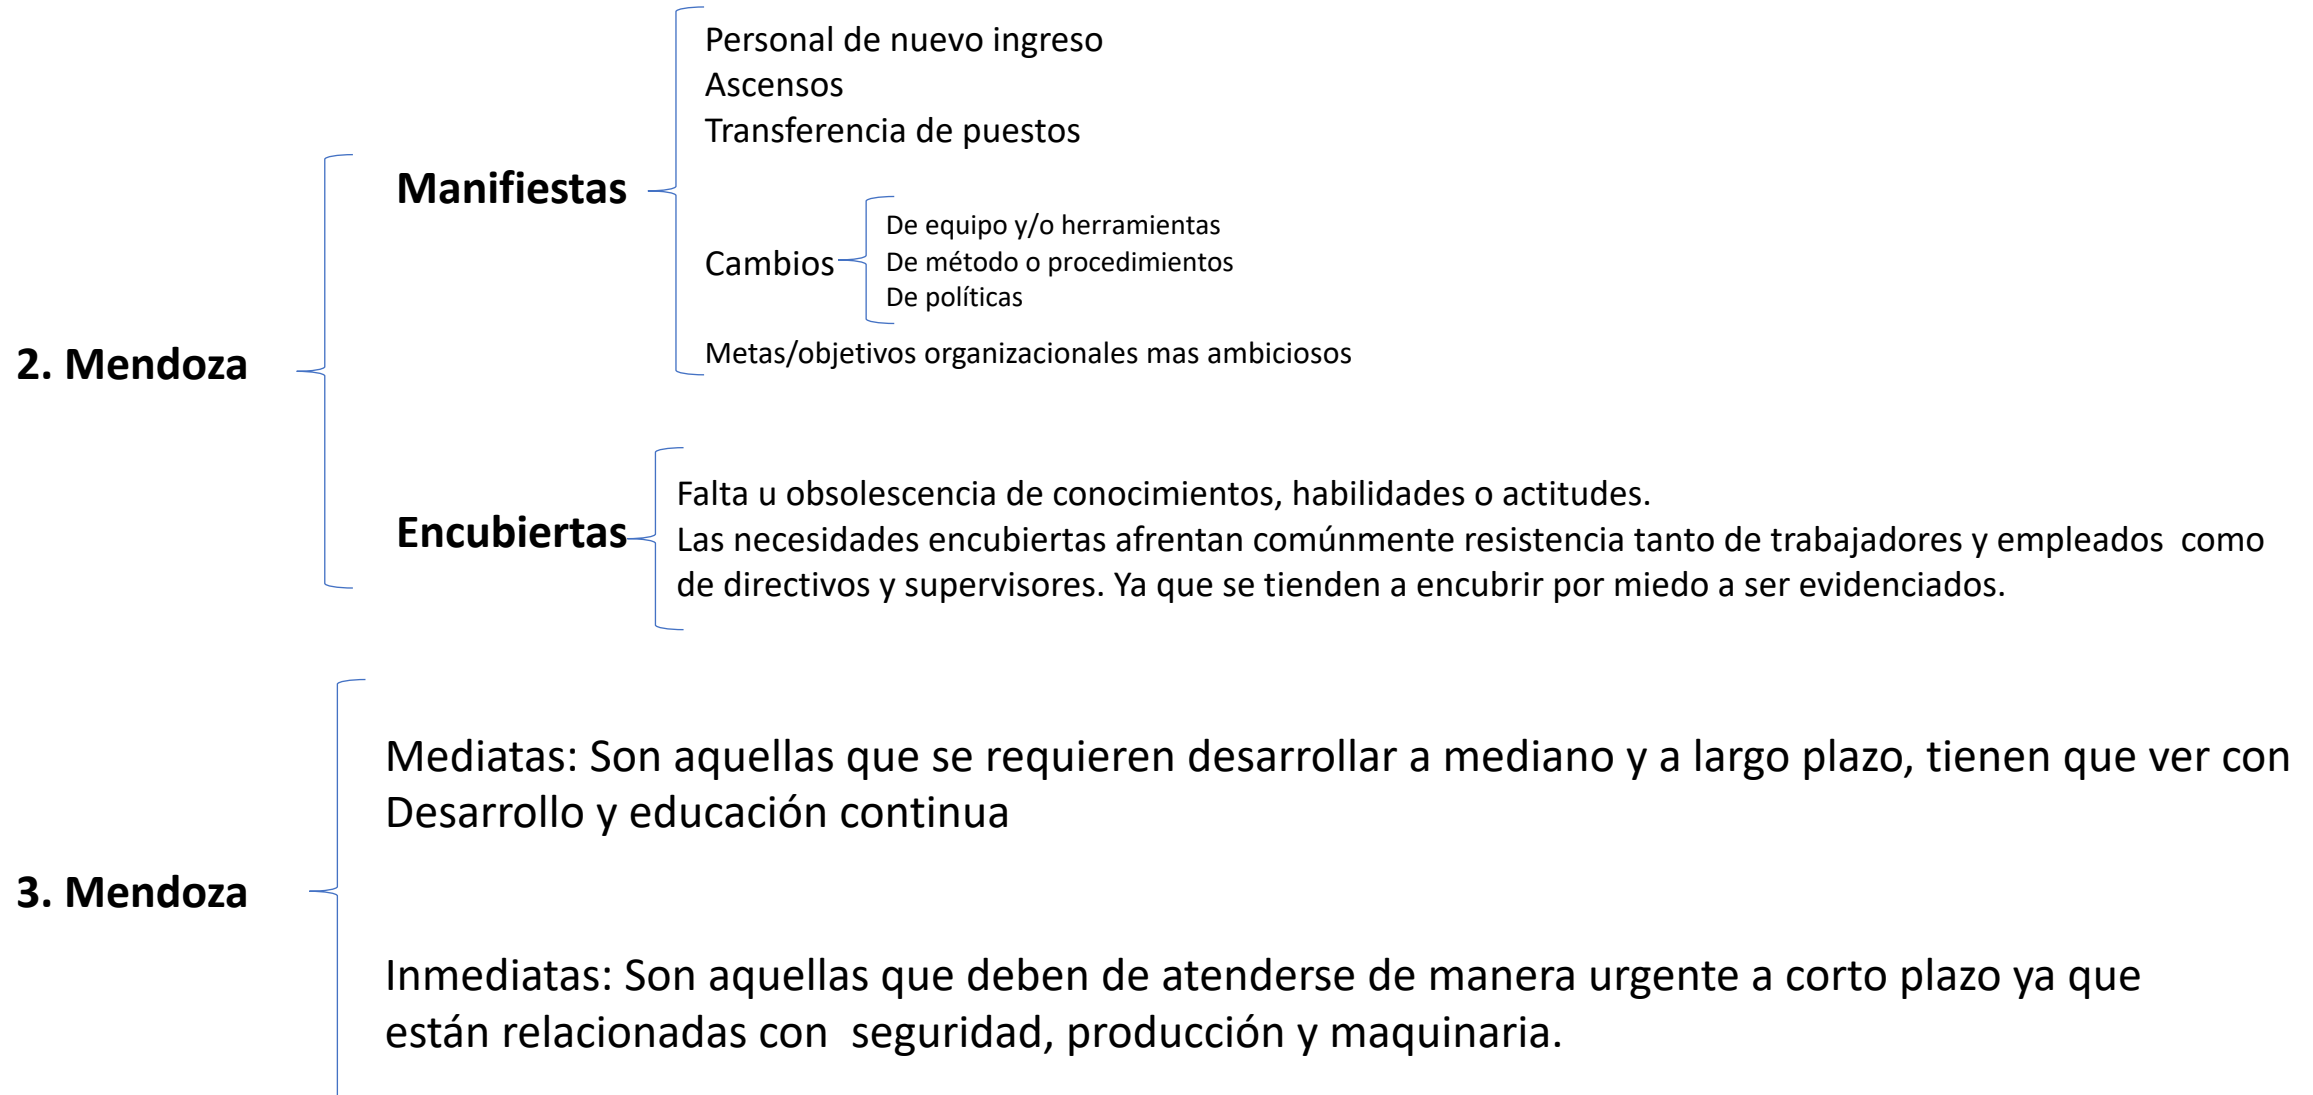 Personal de nuevo ingreso
Ascensos
Transferencia de puestos
Manifiestas
De equipo y/o herramientas
Cambios
De método o procedimientos
De políticas
2. Mendoza
Metas/objetivos organizacionales mas ambiciosos
Falta u obsolescencia de conocimientos, habilidades o actitudes.
Encubiertas
Las necesidades encubiertas afrentan comúnmente resistencia tanto de trabajadores y empleados  como
de directivos y supervisores. Ya que se tienden a encubrir por miedo a ser evidenciados.
Mediatas: Son aquellas que se requieren desarrollar a mediano y a largo plazo, tienen que ver con
Desarrollo y educación continua
3. Mendoza
Inmediatas: Son aquellas que deben de atenderse de manera urgente a corto plazo ya que
están relacionadas con  seguridad, producción y maquinaria.